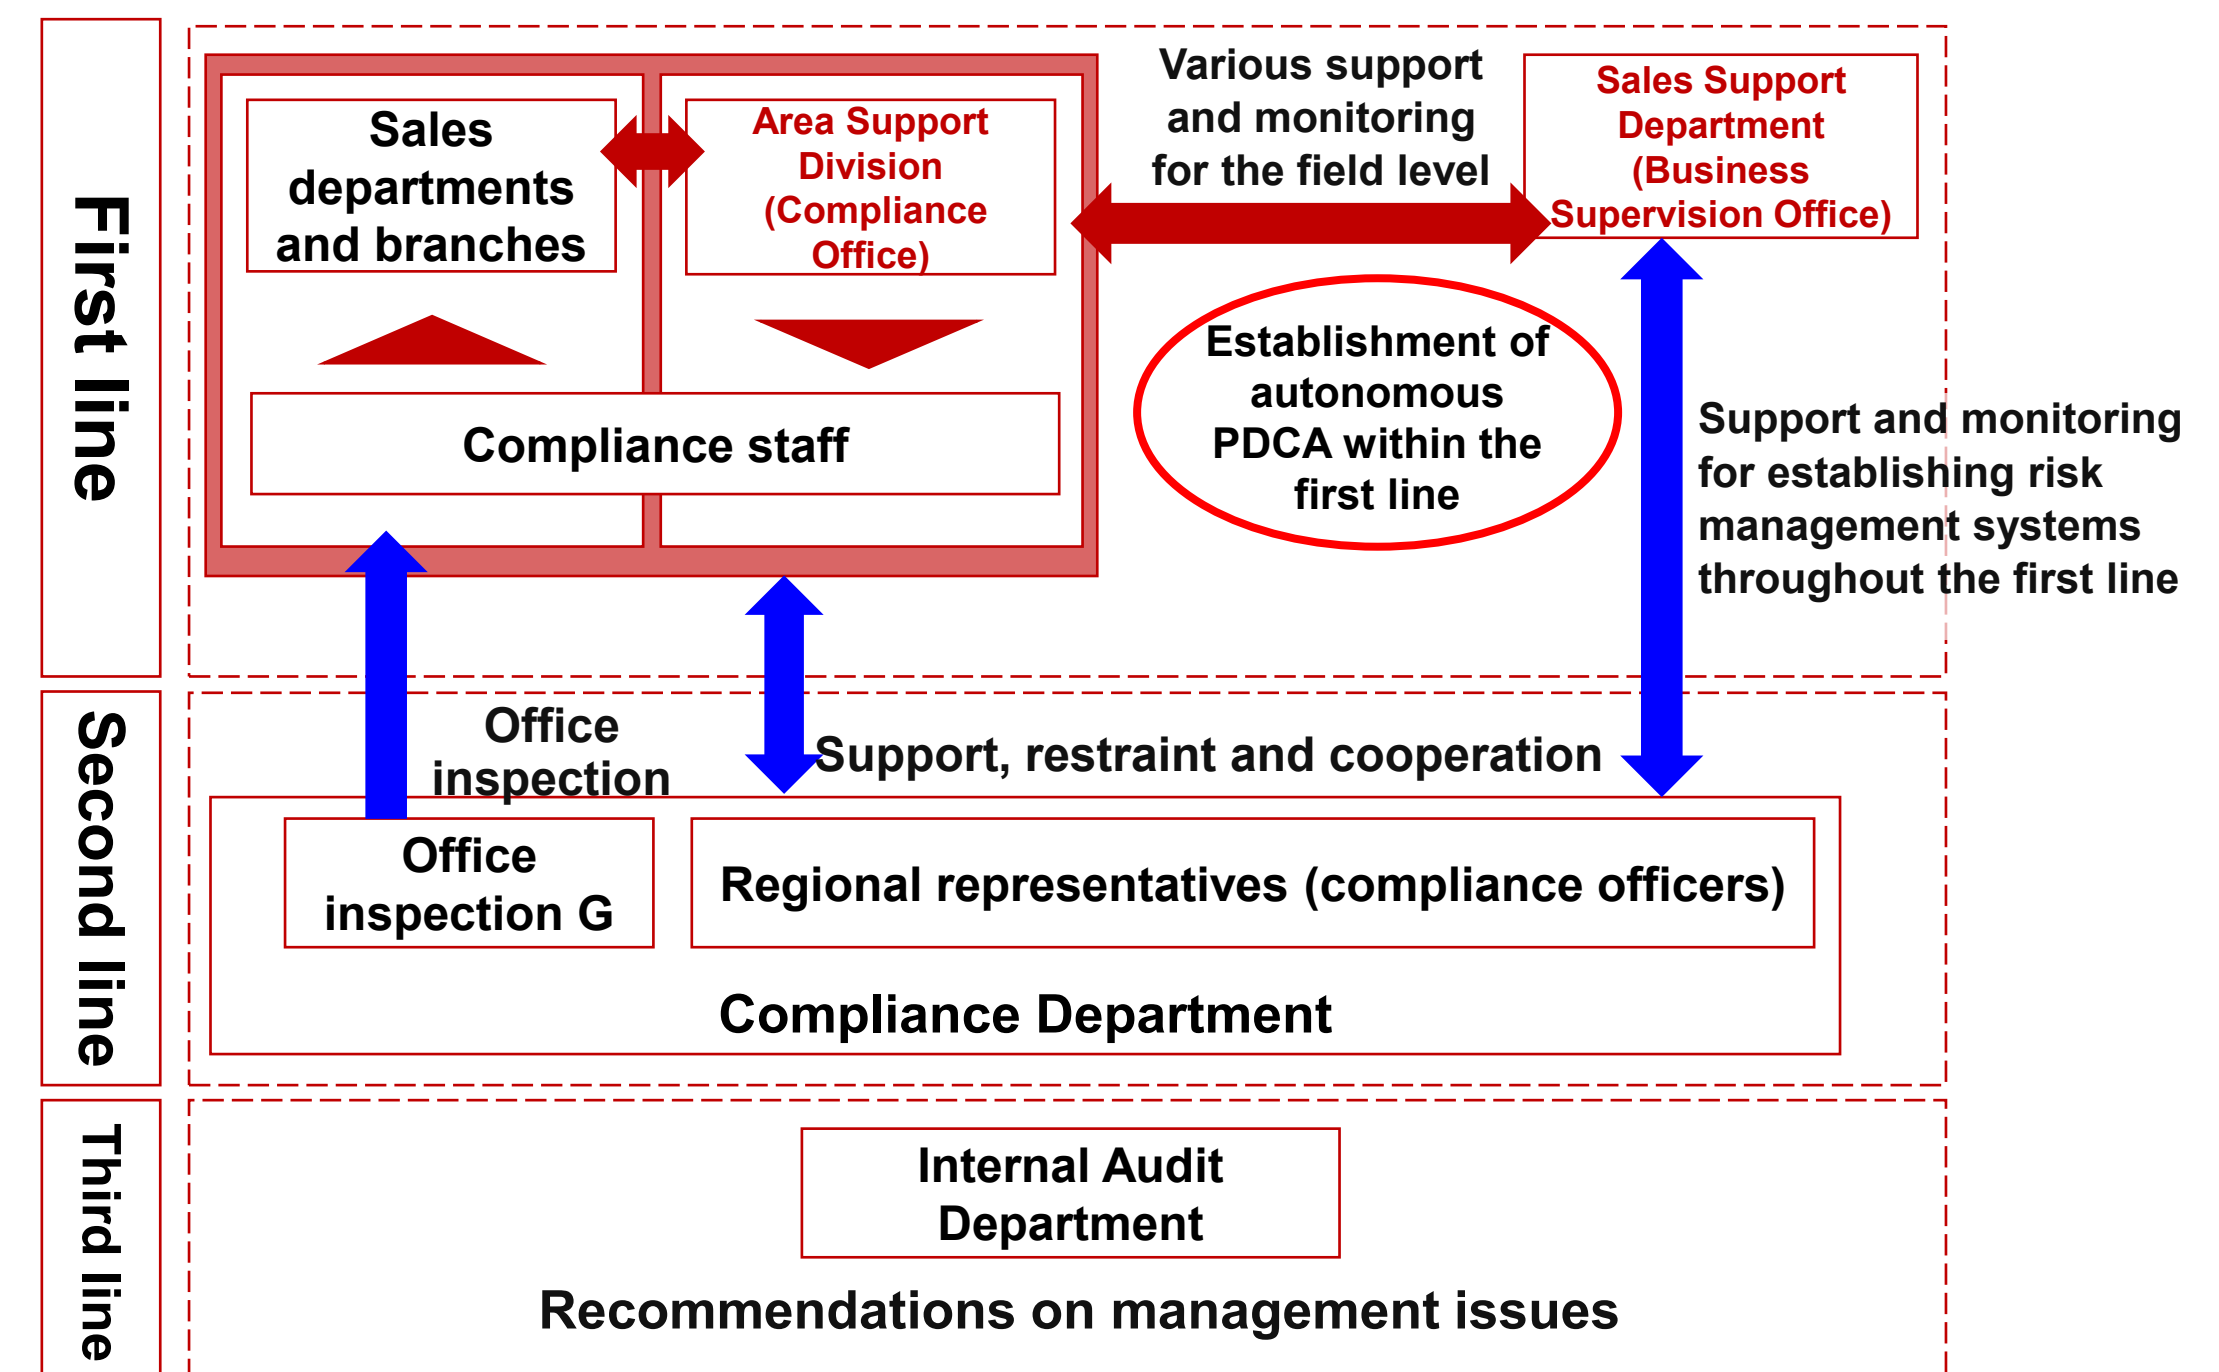 First line
Sales
departments
and branches
Area Support
Division
(Compliance
Office)
Various support
and monitoring
for the field level
Sales Support
Department
(Business
Supervision Office)
Compliance staff
Establishment of
autonomous
PDCA within the
first line
Support and monitoring
for establishing risk
management systems
throughout the first line
Second line
Office
inspection
Support, restraint and cooperation
Office
inspection G
Regional representatives (compliance officers)
Compliance Department
Third line
Internal Audit
Department
Recommendations on management issues